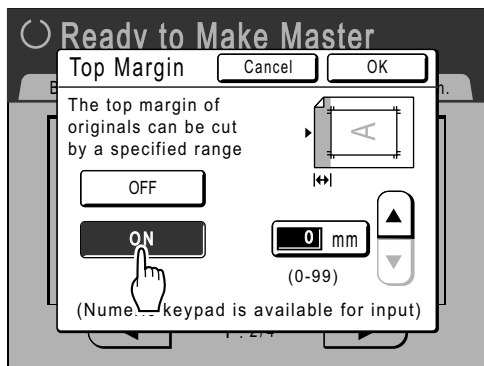 Ready to Make Master
Top Margin Cancel OK
The top margin of
originals can be cut
by a specified range
A
OFF
ON
0 mm
(0-99)
(Nume keypad is available for input)